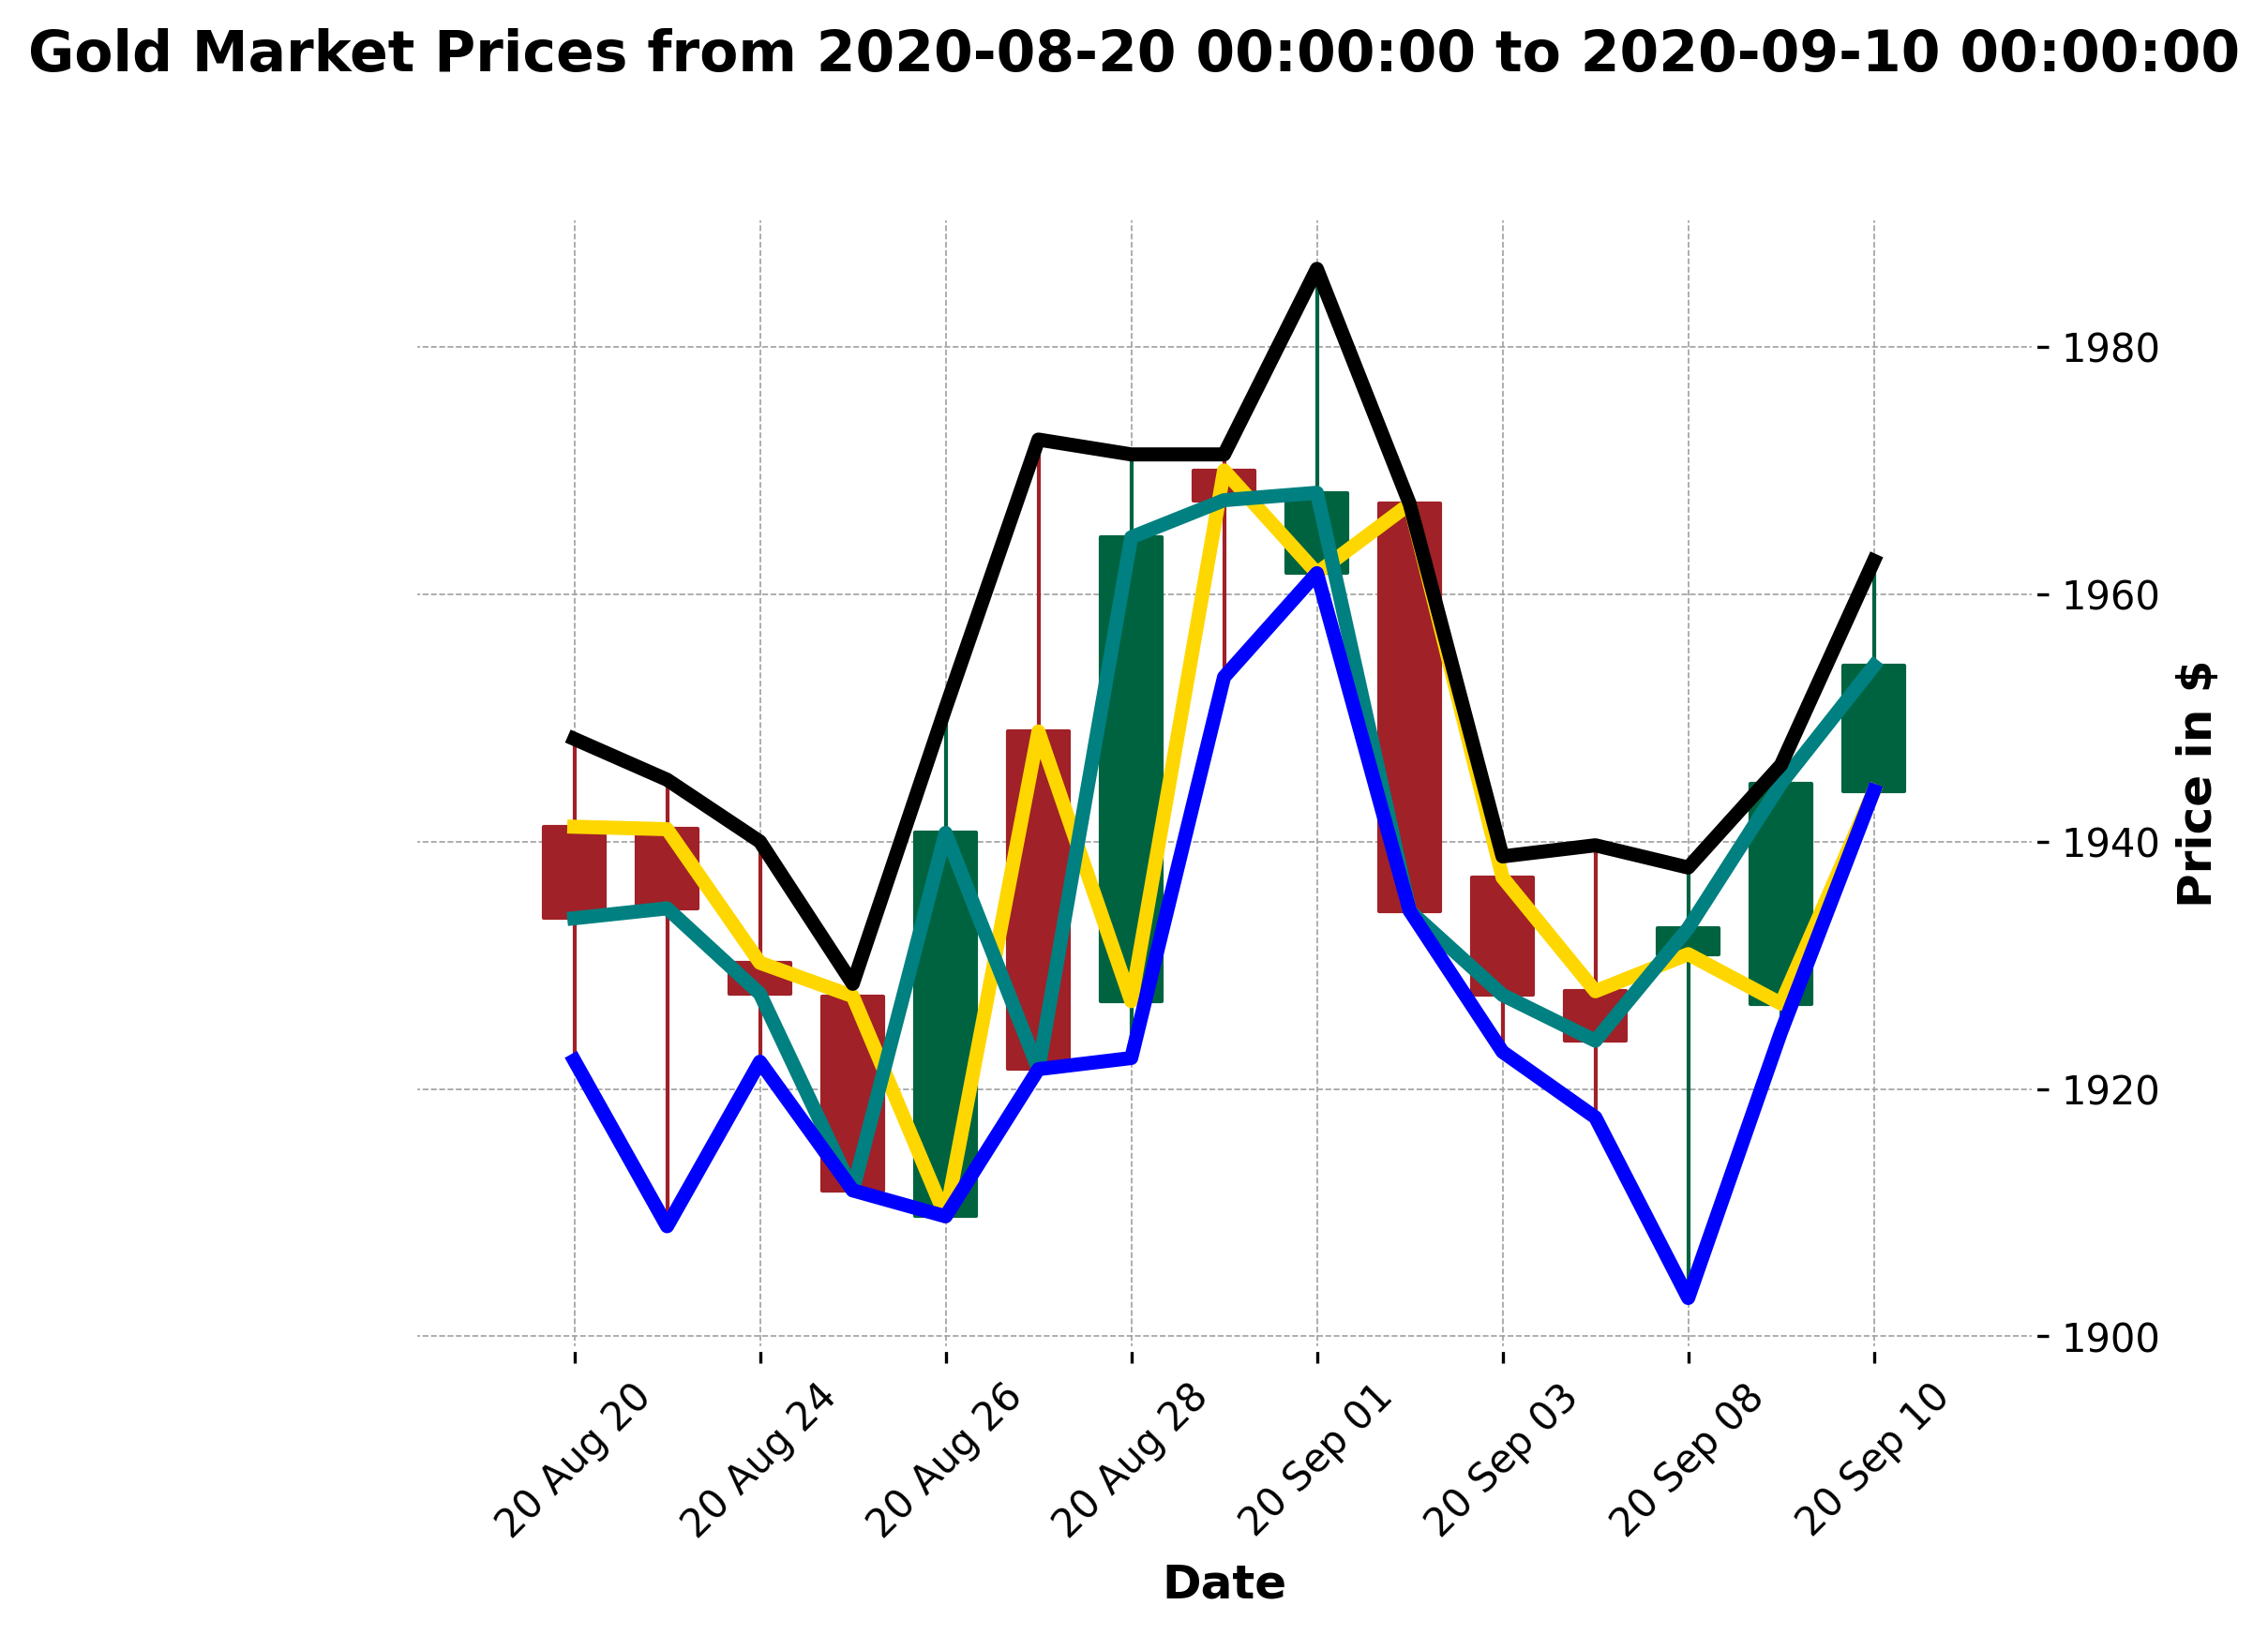 Gold Market Prices from 2020-08-20 00:00:00 to 2020-09-10 00:00:00
1980
1960
1940
1920
1900
Price in $
20 Aug 20
20 Aug 24
20 Aug 26
20 Aug 28
20 Sep 01
20 Sep 03
20 Sep 08
20 Sep 10
Date